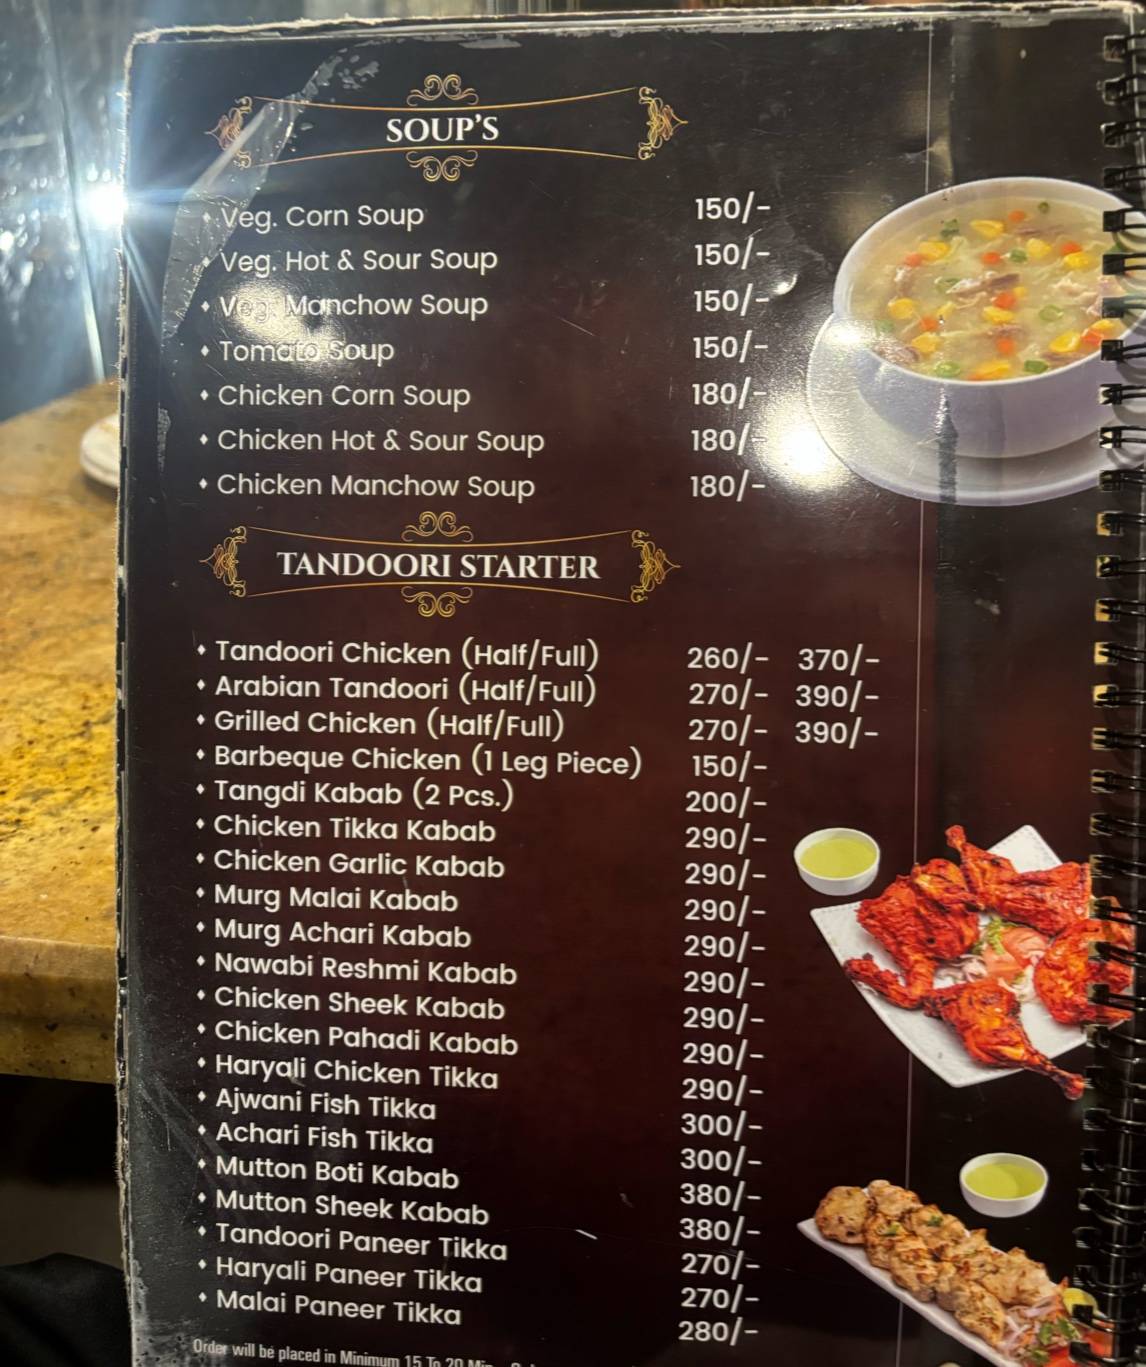 SOUP'S
Veg. Corn Soup 150/-
Veg. Hot & Sour Soup 150/-
Veg. Manchow Soup 150/-
Tomato Soup 150/-
Chicken Corn Soup 180/-
Chicken Hot & Sour Soup 180/-
Chicken Manchow Soup 180/-
TANDOORI STARTER
Tandoori Chicken (Half/Full) 260/- 370/-
Arabian Tandoori (Half/Full) 270/- 390/-
Grilled Chicken (Half/Full) 270/- 390/-
Barbeque Chicken (1 Leg Piece) 150/-
Tangdi Kabab (2 Pcs.) 200/-
Chicken Tikka Kabab 290/-
Chicken Garlic Kabab 290/-
Murg Malai Kabab 290/-
Murg Achari Kabab 290/-
Nawabi Reshmi Kabab 290/-
Chicken Sheek Kabab 290/-
Chicken Pahadi Kabab 290/-
Haryali Chicken Tikka 290/-
Ajwani Fish Tikka 300/-
Achari Fish Tikka 300/-
Mutton Boti Kabab 380/-
Mutton Sheek Kabab 380/-
Tandoori Paneer Tikka 270/-
Haryali Paneer Tikka 270/-
Malai Paneer Tikka 280/-
Order will be placed in Minimum 15 To 20